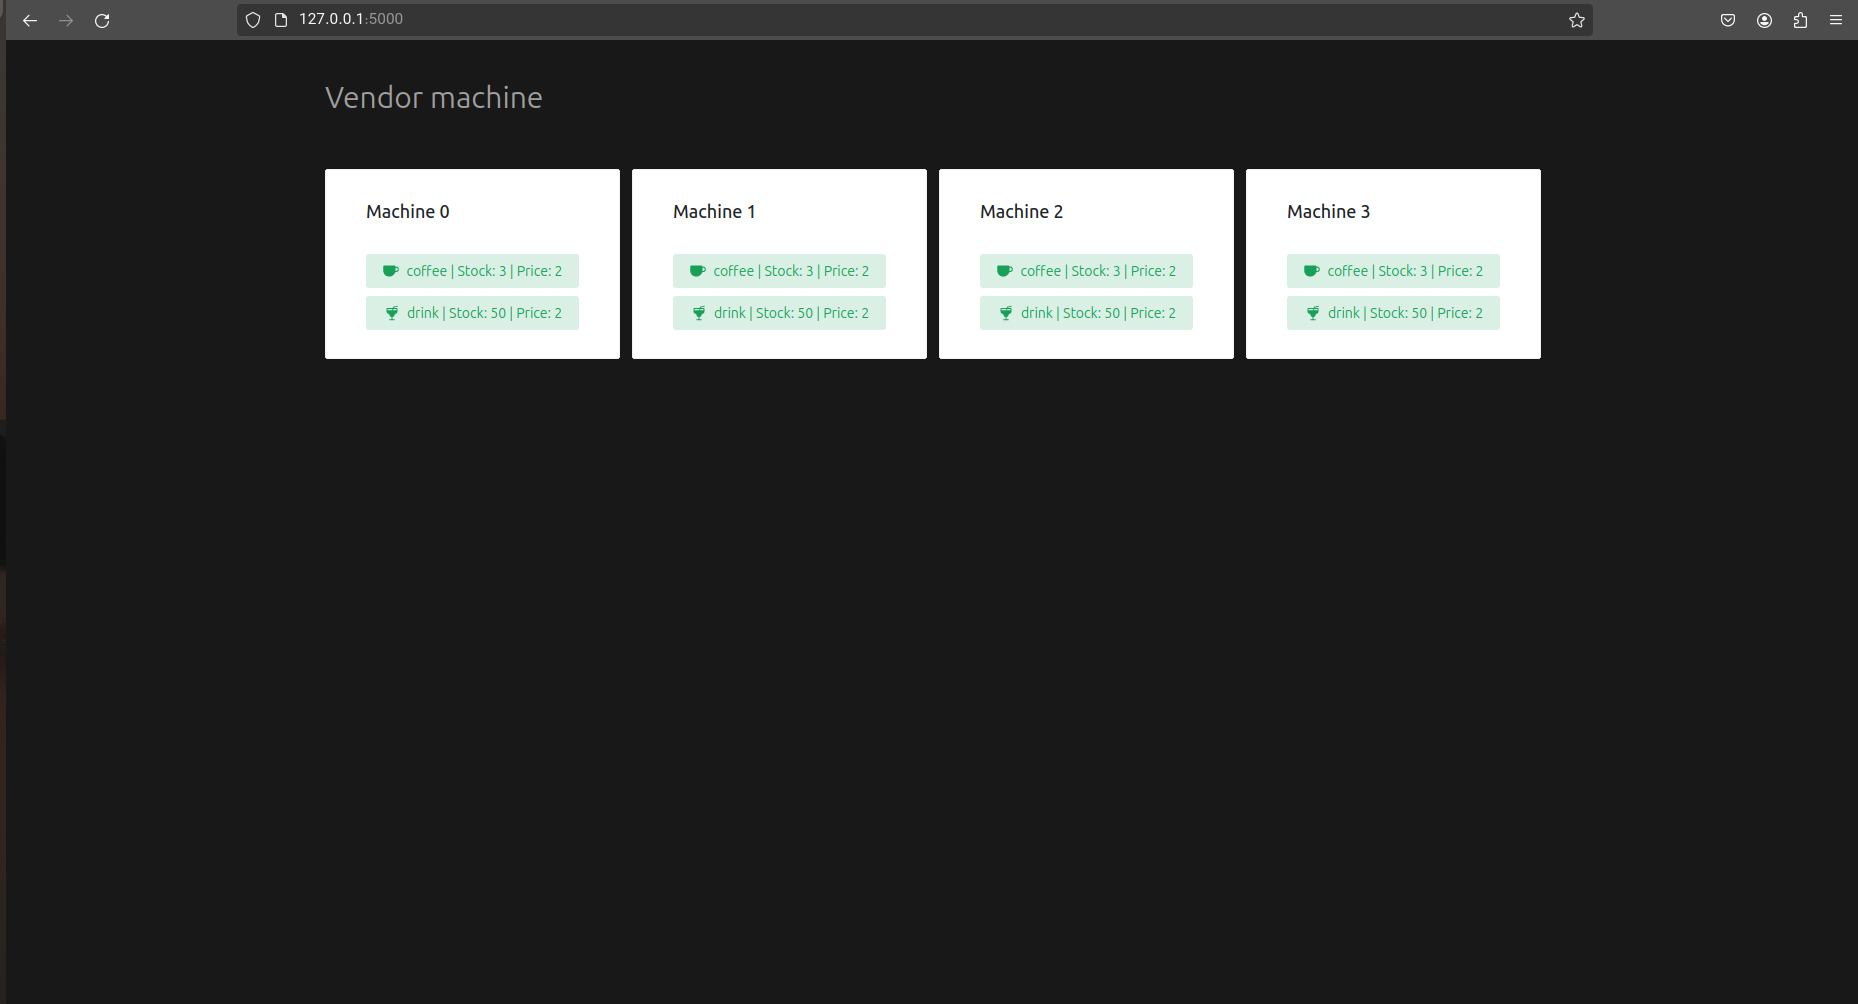 127.0.0.1:5000
Vendor machine
Machine 0
coffee | Stock: 3 | Price: 2
drink | Stock: 50 | Price: 2
Machine 1
coffee | Stock: 3 | Price: 2
drink | Stock: 50 | Price: 2
Machine 2
coffee | Stock: 3 | Price: 2
drink | Stock: 50 | Price: 2
Machine 3
coffee | Stock: 3 | Price: 2
drink | Stock: 50 | Price: 2